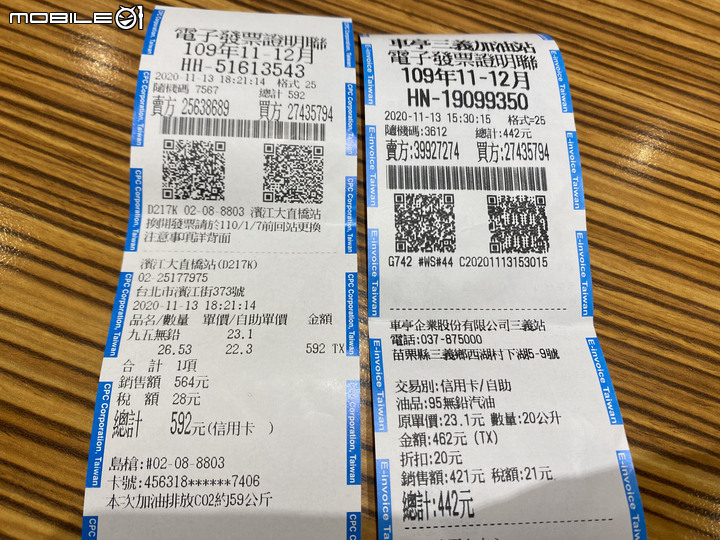 MOBILE01
電子發票證明聯
109年11-12月
HH-51613543
2020-11-13 18:21:14 格式 25
隨機碼 7567 總計 592
賣方 25638689 買方 27435794
D217K 02-08-8803 濱江大直橋站
換開發票請於110/1/7前回站更換
注意事項詳背面
濱江大直橋站(D217K)
02-25177975
台北市濱江街373號
2020-11-13 18:21:14
品名/數量 單價/自助單價 金額
九五無鉛 23.1
26.53 22.3 592 TX
合 計 1項
銷售額 564元
稅 額 28元
總計 592元(信用卡 )
島槍:#02-08-8803
卡號:456318******7406
本次加油排放CO2約59公斤
CPC Corporation, Taiwan
車亭三義加油站
電子發票證明聯
109年11-12月
HN-19099350
2020-11-13 15:30:15 格式=25
隨機碼:3612 總計:442元
賣方:39927274 買方:27435794
G742 #WS#44 C20201113153015
車亭企業股份有限公司三義站
電話:037-875000
苗栗縣三義鄉西湖村下湖5-9號
交易別:信用卡/自助
油品:95無鉛汽油
原單價:23.1元 數量:20公升
金額:462元 (TX)
折扣:20元
銷售額:421元 稅額:21元
總計:442元
E-invoice Taiwan